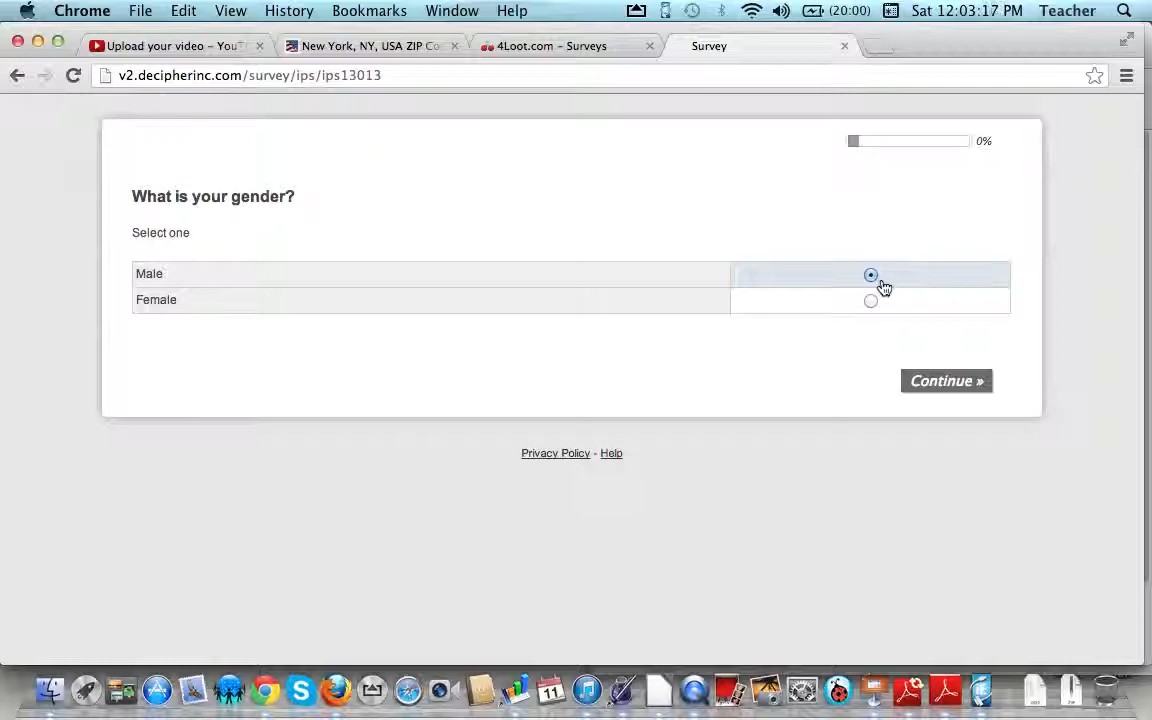 Chrome File Edit View History Bookmarks Window Help (20:00) Sat 12:03:17 PM Teacher
Upload your video – You
New York, NY, USA ZIP Co
4Loot.com – Surveys
Survey
v2.decipherinc.com/survey/ips/ips13013
0%
What is your gender?
Select one
Male
Female
Continue »
Privacy Policy - Help
11